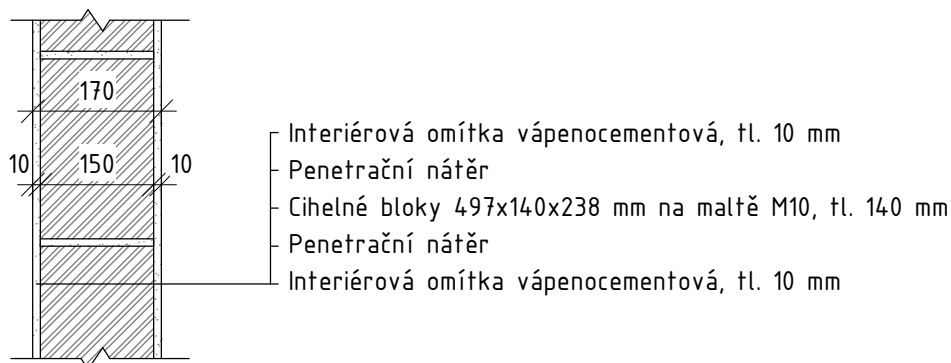 170
Interiérová omítka vápenocementová, tl. 10 mm
10 150 10
Penetrační nátěr
Cihelné bloky 497x140x238 mm na maltě M10, tl. 140 mm
Penetrační nátěr
Interiérová omítka vápenocementová, tl. 10 mm